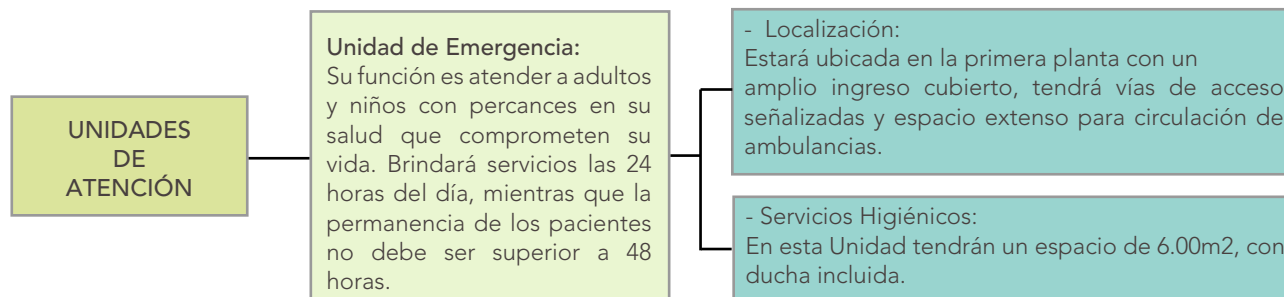 UNIDADES
DE
ATENCIÓN
Unidad de Emergencia:
Su función es atender a adultos
y niños con percances en su
salud que comprometen su
vida. Brindará servicios las 24
horas del día, mientras que la
permanencia de los pacientes
no debe ser superior a 48
horas.
- Localización:
Estará ubicada en la primera planta con un
amplio ingreso cubierto, tendrá vías de acceso
señalizadas y espacio extenso para circulación de
ambulancias.
- Servicios Higiénicos:
En esta Unidad tendrán un espacio de 6.00m2, con
ducha incluida.